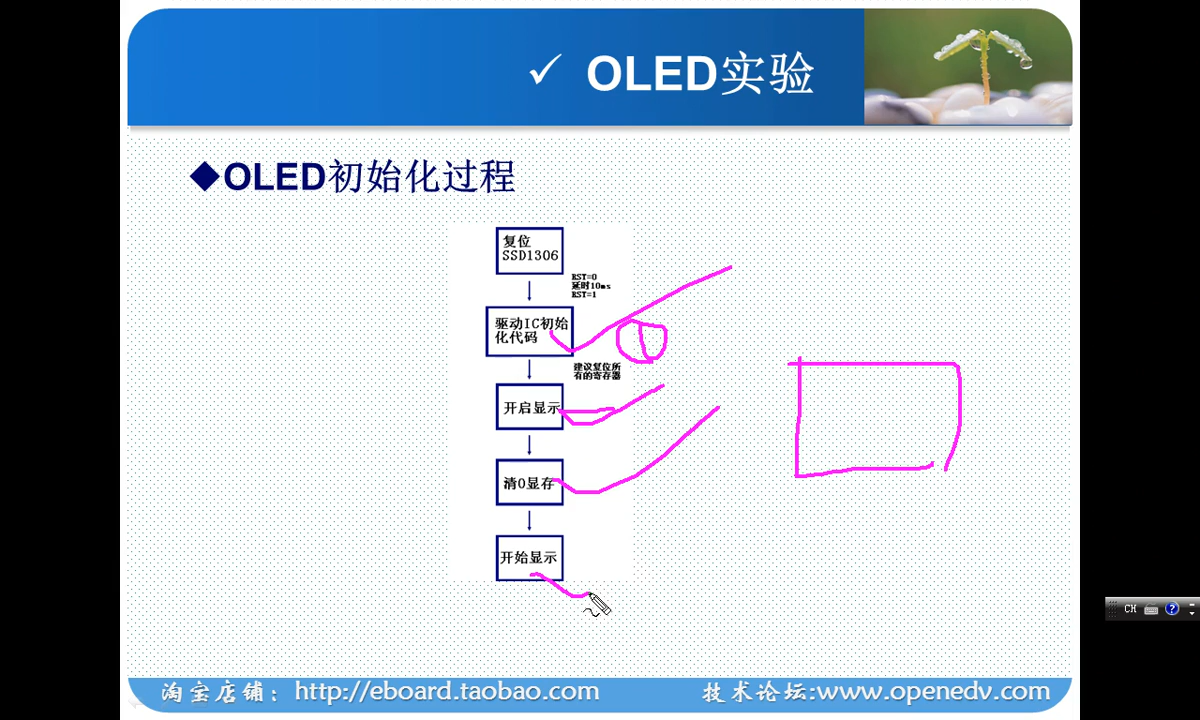 ✓ OLED实验
◆OLED初始化过程
复位
SSD1306
RST=0
延时10ms
RST=1
驱动IC初始
化代码
建议复位所
有的寄存器
开启显示
清0显存
开始显示
CH
淘宝店铺：http://eboard.taobao.com
技术论坛:www.openedv.com